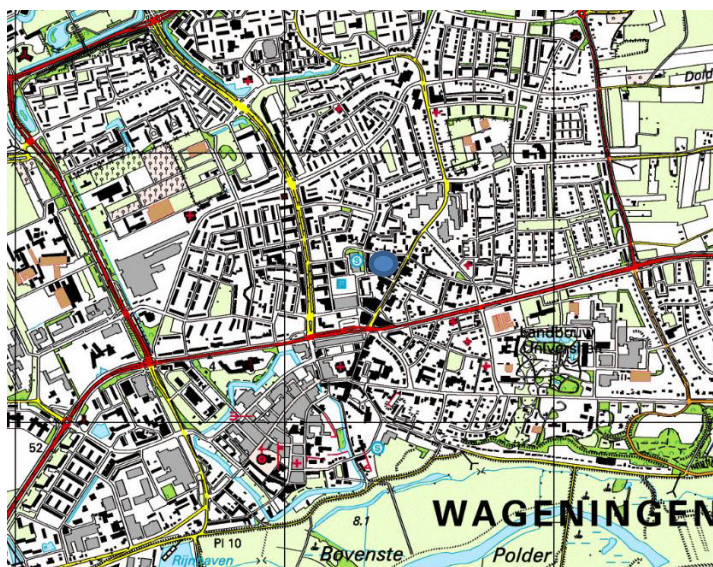 Dold
S
P
Landbouw
Universiteit
4
52
S
WAGENINGEN
8.1
Pl 10
Bovenste Polder
Rijnhaven